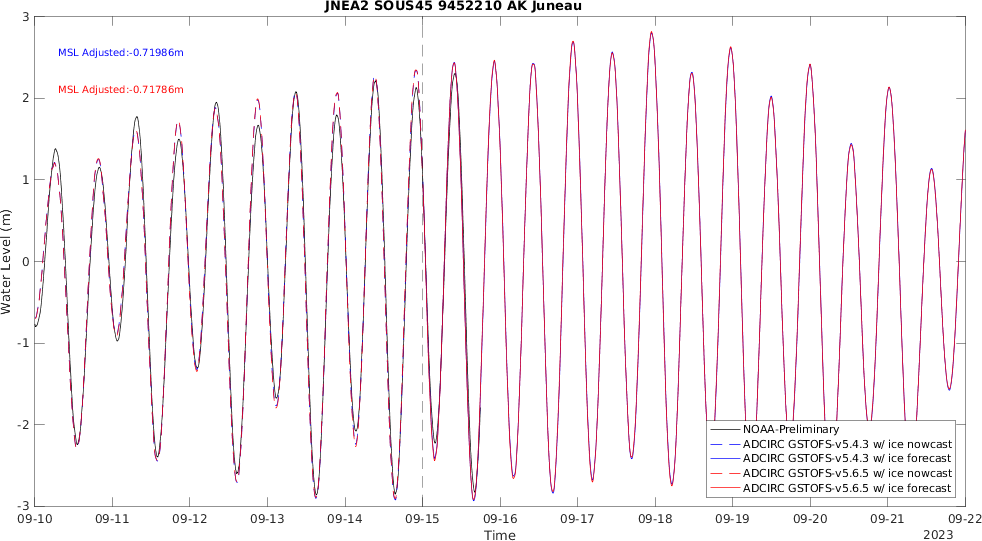 JNEA2 SOUS45 9452210 AK Juneau
MSL Adjusted:-0.71986m
MSL Adjusted:-0.71786m
Water Level (m)
3
2
1
0
-1
-2
-3
NOAA-Preliminary
ADCIRC GSTOFS-v5.4.3 w/ ice nowcast
ADCIRC GSTOFS-v5.4.3 w/ ice forecast
ADCIRC GSTOFS-v5.6.5 w/ ice nowcast
ADCIRC GSTOFS-v5.6.5 w/ ice forecast
09-10 09-11 09-12 09-13 09-14 09-15 09-16 09-17 09-18 09-19 09-20 09-21 09-22
Time
2023